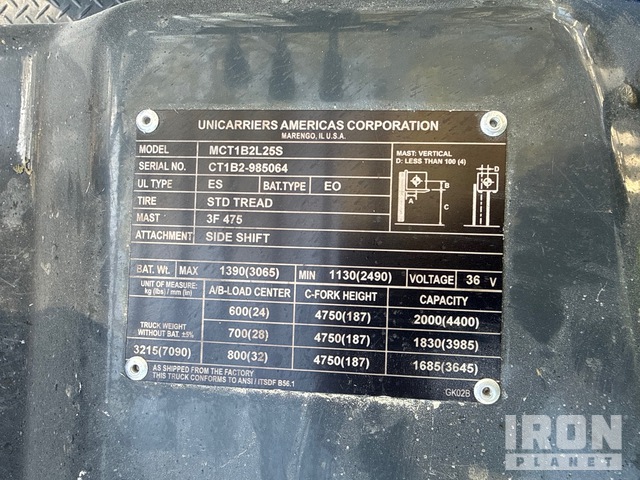 UNICARRIERS AMERICAS CORPORATION
MARENGO, IL U.S.A.
MODEL MCT1B2L25S
SERIAL NO. CT1B2-985064
UL TYPE ES BAT.TYPE EO
TIRE STD TREAD
MAST 3F 475
ATTACHMENT SIDE SHIFT
MAST: VERTICAL
D: LESS THAN 100 (4)
D
B
A
C
BAT. Wt. MAX 1390(3065) MIN 1130(2490) VOLTAGE 36 V
UNIT OF MEASURE: kg (lbs) / mm (in)
A/B-LOAD CENTER C-FORK HEIGHT CAPACITY
600(24) 4750(187) 2000(4400)
TRUCK WEIGHT WITHOUT BAT. ±5%
700(28) 4750(187) 1830(3985)
3215(7090) 800(32) 4750(187) 1685(3645)
AS SHIPPED FROM THE FACTORY
THIS TRUCK CONFORMS TO ANSI / ITSDF B56.1
GK02B
IRON
PLANET